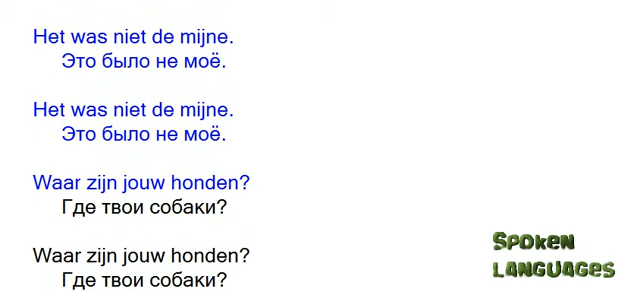 Het was niet de mijne.
Это было не моё.
Het was niet de mijne.
Это было не моё.
Waar zijn jouw honden?
Где твои собаки?
Waar zijn jouw honden?
Где твои собаки?
Spoken
Languages